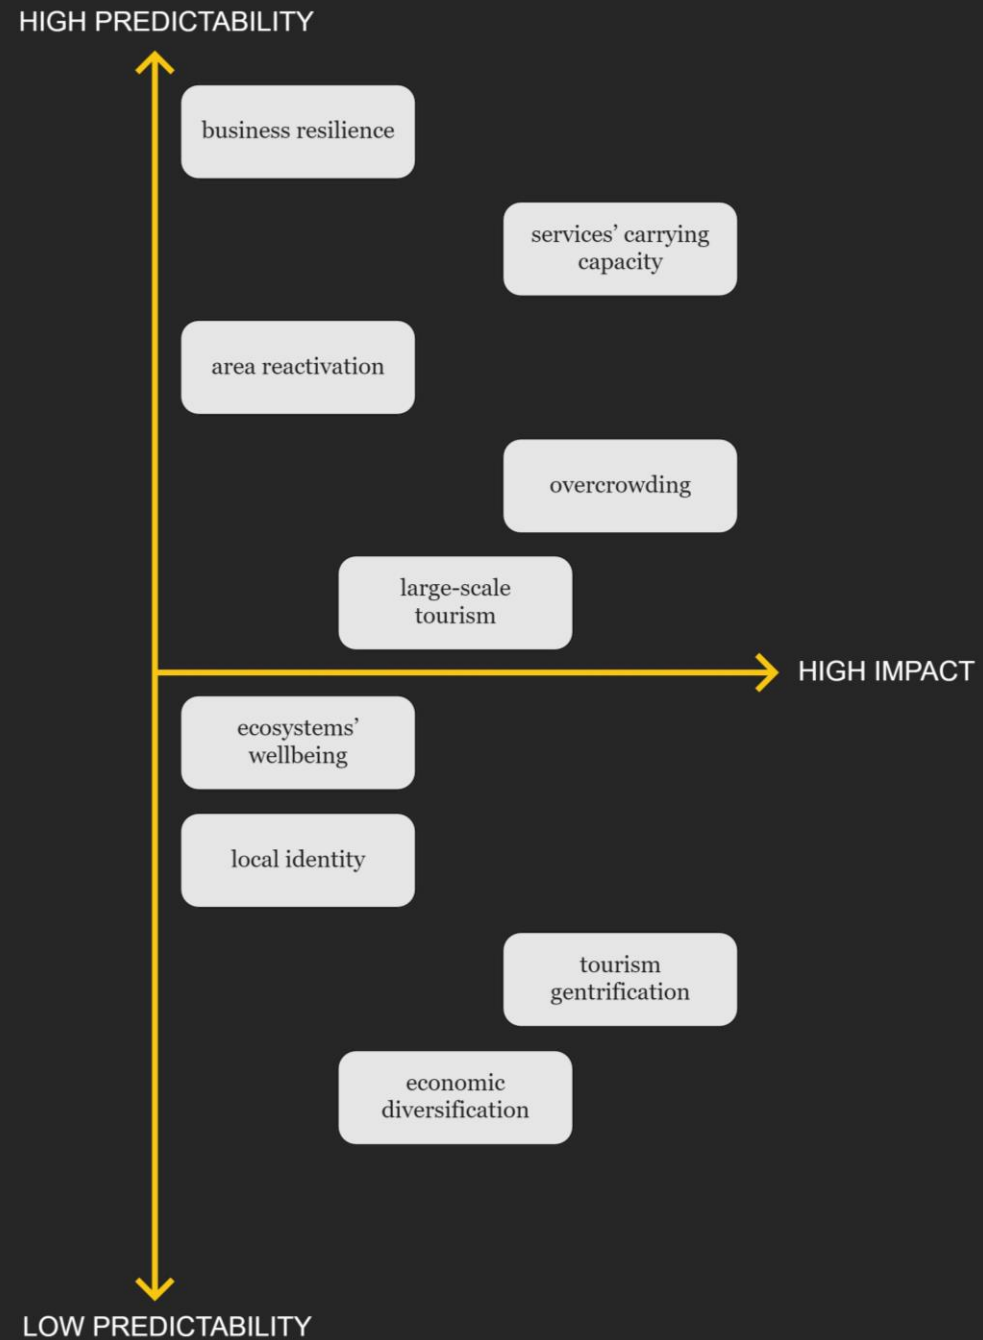 HIGH PREDICTABILITY
business resilience
services’ carrying
capacity
area reactivation
overcrowding
large-scale
tourism
HIGH IMPACT
ecosystems’
wellbeing
local identity
tourism
gentrification
economic
diversification
LOW PREDICTABILITY